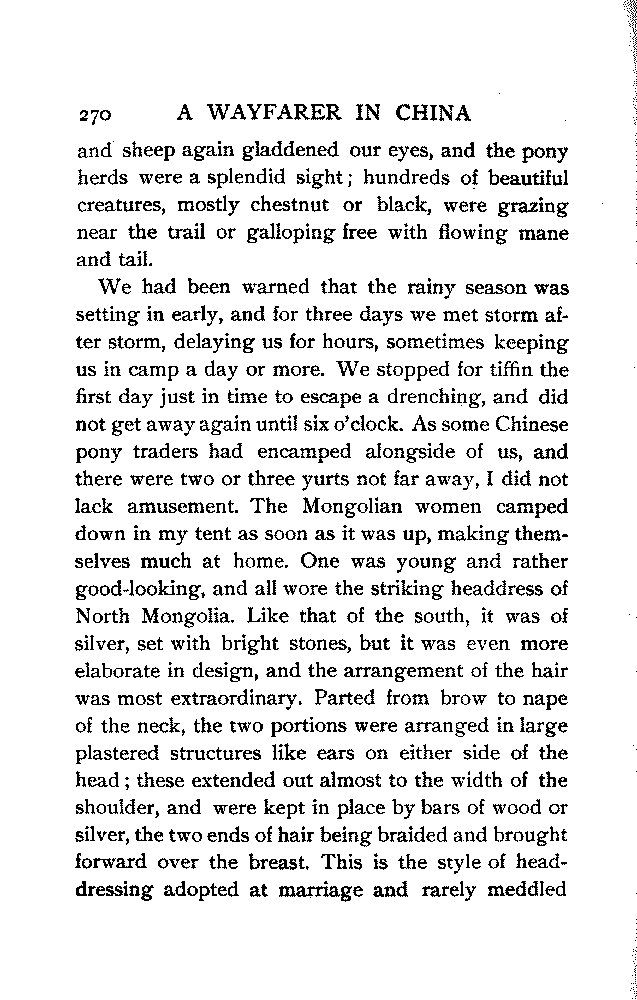 270 A WAYFARER IN CHINA
and sheep again gladdened our eyes, and the pony
herds were a splendid sight; hundreds of beautiful
creatures, mostly chestnut or black, were grazing
near the trail or galloping free with flowing mane
and tail.
We had been warned that the rainy season was
setting in early, and for three days we met storm af-
ter storm, delaying us for hours, sometimes keeping
us in camp a day or more. We stopped for tiffin the
first day just in time to escape a drenching, and did
not get away again until six o'clock. As some Chinese
pony traders had encamped alongside of us, and
there were two or three yurts not far away, I did not
lack amusement. The Mongolian women camped
down in my tent as soon as it was up, making them-
selves much at home. One was young and rather
good-looking, and all wore the striking headdress of
North Mongolia. Like that of the south, it was of
silver, set with bright stones, but it was even more
elaborate in design, and the arrangement of the hair
was most extraordinary. Parted from brow to nape
of the neck, the two portions were arranged in large
plastered structures like ears on either side of the
head; these extended out almost to the width of the
shoulder, and were kept in place by bars of wood or
silver, the two ends of hair being braided and brought
forward over the breast. This is the style of head-
dressing adopted at marriage and rarely meddled